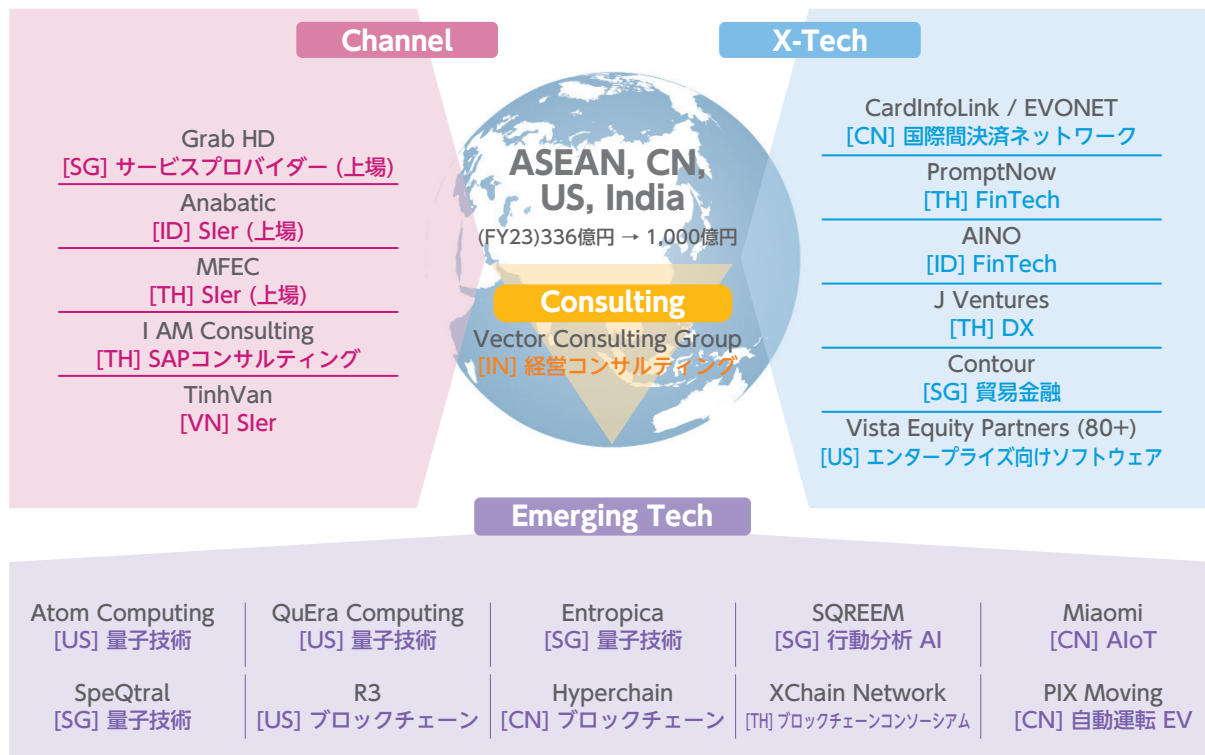 Channel
Grab HD
[SG] サービスプロバイダー (上場)
Anabatic
[ID] SIer (上場)
MFEC
[TH] SIer (上場)
I AM Consulting
[TH] SAPコンサルティング
TinhVan
[VN] SIer
ASEAN, CN,
US, India
(FY23)336億円 → 1,000億円
Consulting
Vector Consulting Group
[IN] 経営コンサルティング
X-Tech
CardInfoLink / EVONET
[CN] 国際間決済ネットワーク
PromptNow
[TH] FinTech
AINO
[ID] FinTech
J Ventures
[TH] DX
Contour
[SG] 貿易金融
Vista Equity Partners (80+)
[US] エンタープライズ向けソフトウェア
Emerging Tech
Atom Computing
[US] 量子技術
QuEra Computing
[US] 量子技術
Entropica
[SG] 量子技術
SQREEM
[SG] 行動分析 AI
Miaomi
[CN] AIoT
SpeQtral
[SG] 量子技術
R3
[US] ブロックチェーン
Hyperchain
[CN] ブロックチェーン
XChain Network
[TH] ブロックチェーンコンソーシアム
PIX Moving
[CN] 自動運転 EV